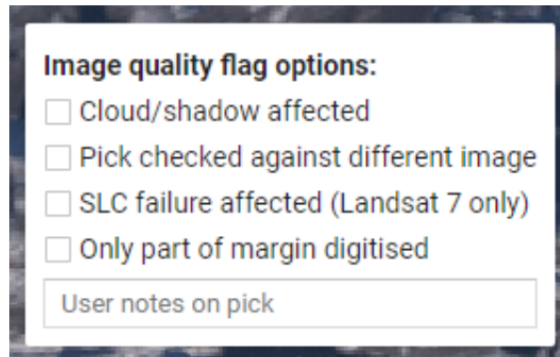 Image quality flag options:
Cloud/shadow affected
Pick checked against different image
SLC failure affected (Landsat 7 only)
Only part of margin digitised
User notes on pick